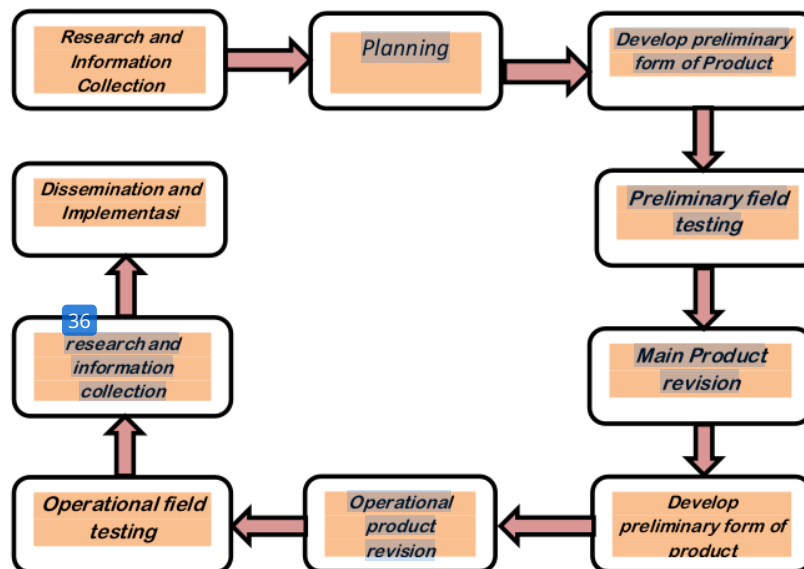 Research and
Information
Collection
Planning
Develop preliminary
form of Product
Preliminary field
testing
Main Product
revision
Develop
preliminary form of
product
Operational
product
revision
Operational field
testing
36
research and
information
collection
Dissemination and
Implementasi